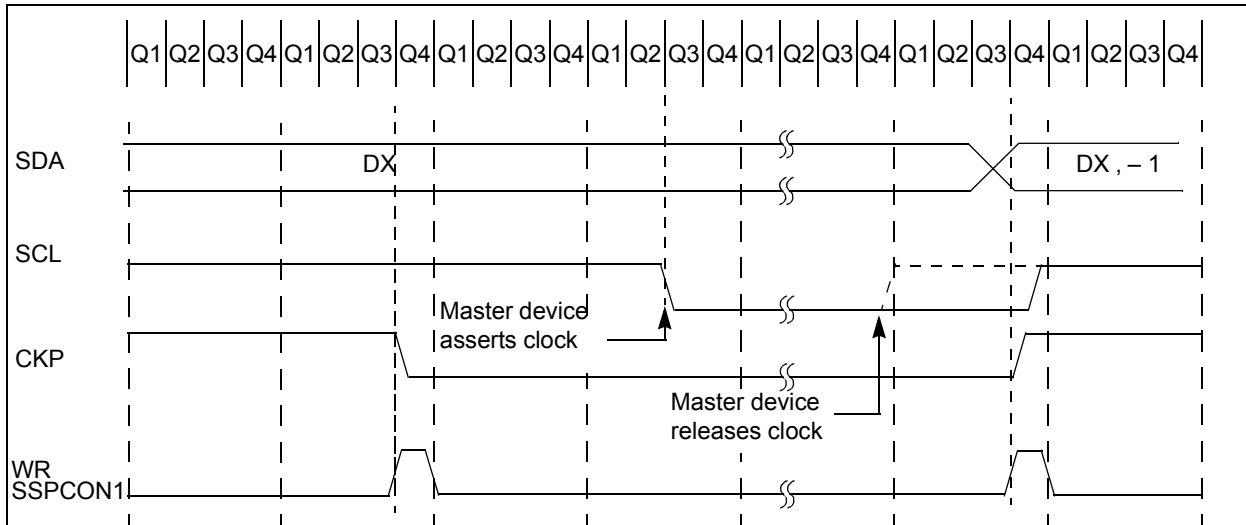 Q1 Q2 Q3 Q4 Q1 Q2 Q3 Q4 Q1 Q2 Q3 Q4 Q1 Q2 Q3 Q4 Q1 Q2 Q3 Q4 Q1 Q2 Q3 Q4 Q1 Q2 Q3 Q4
SDA
DX
DX , – 1
SCL
Master device
asserts clock
CKP
Master device
releases clock
WR
SSPCON1